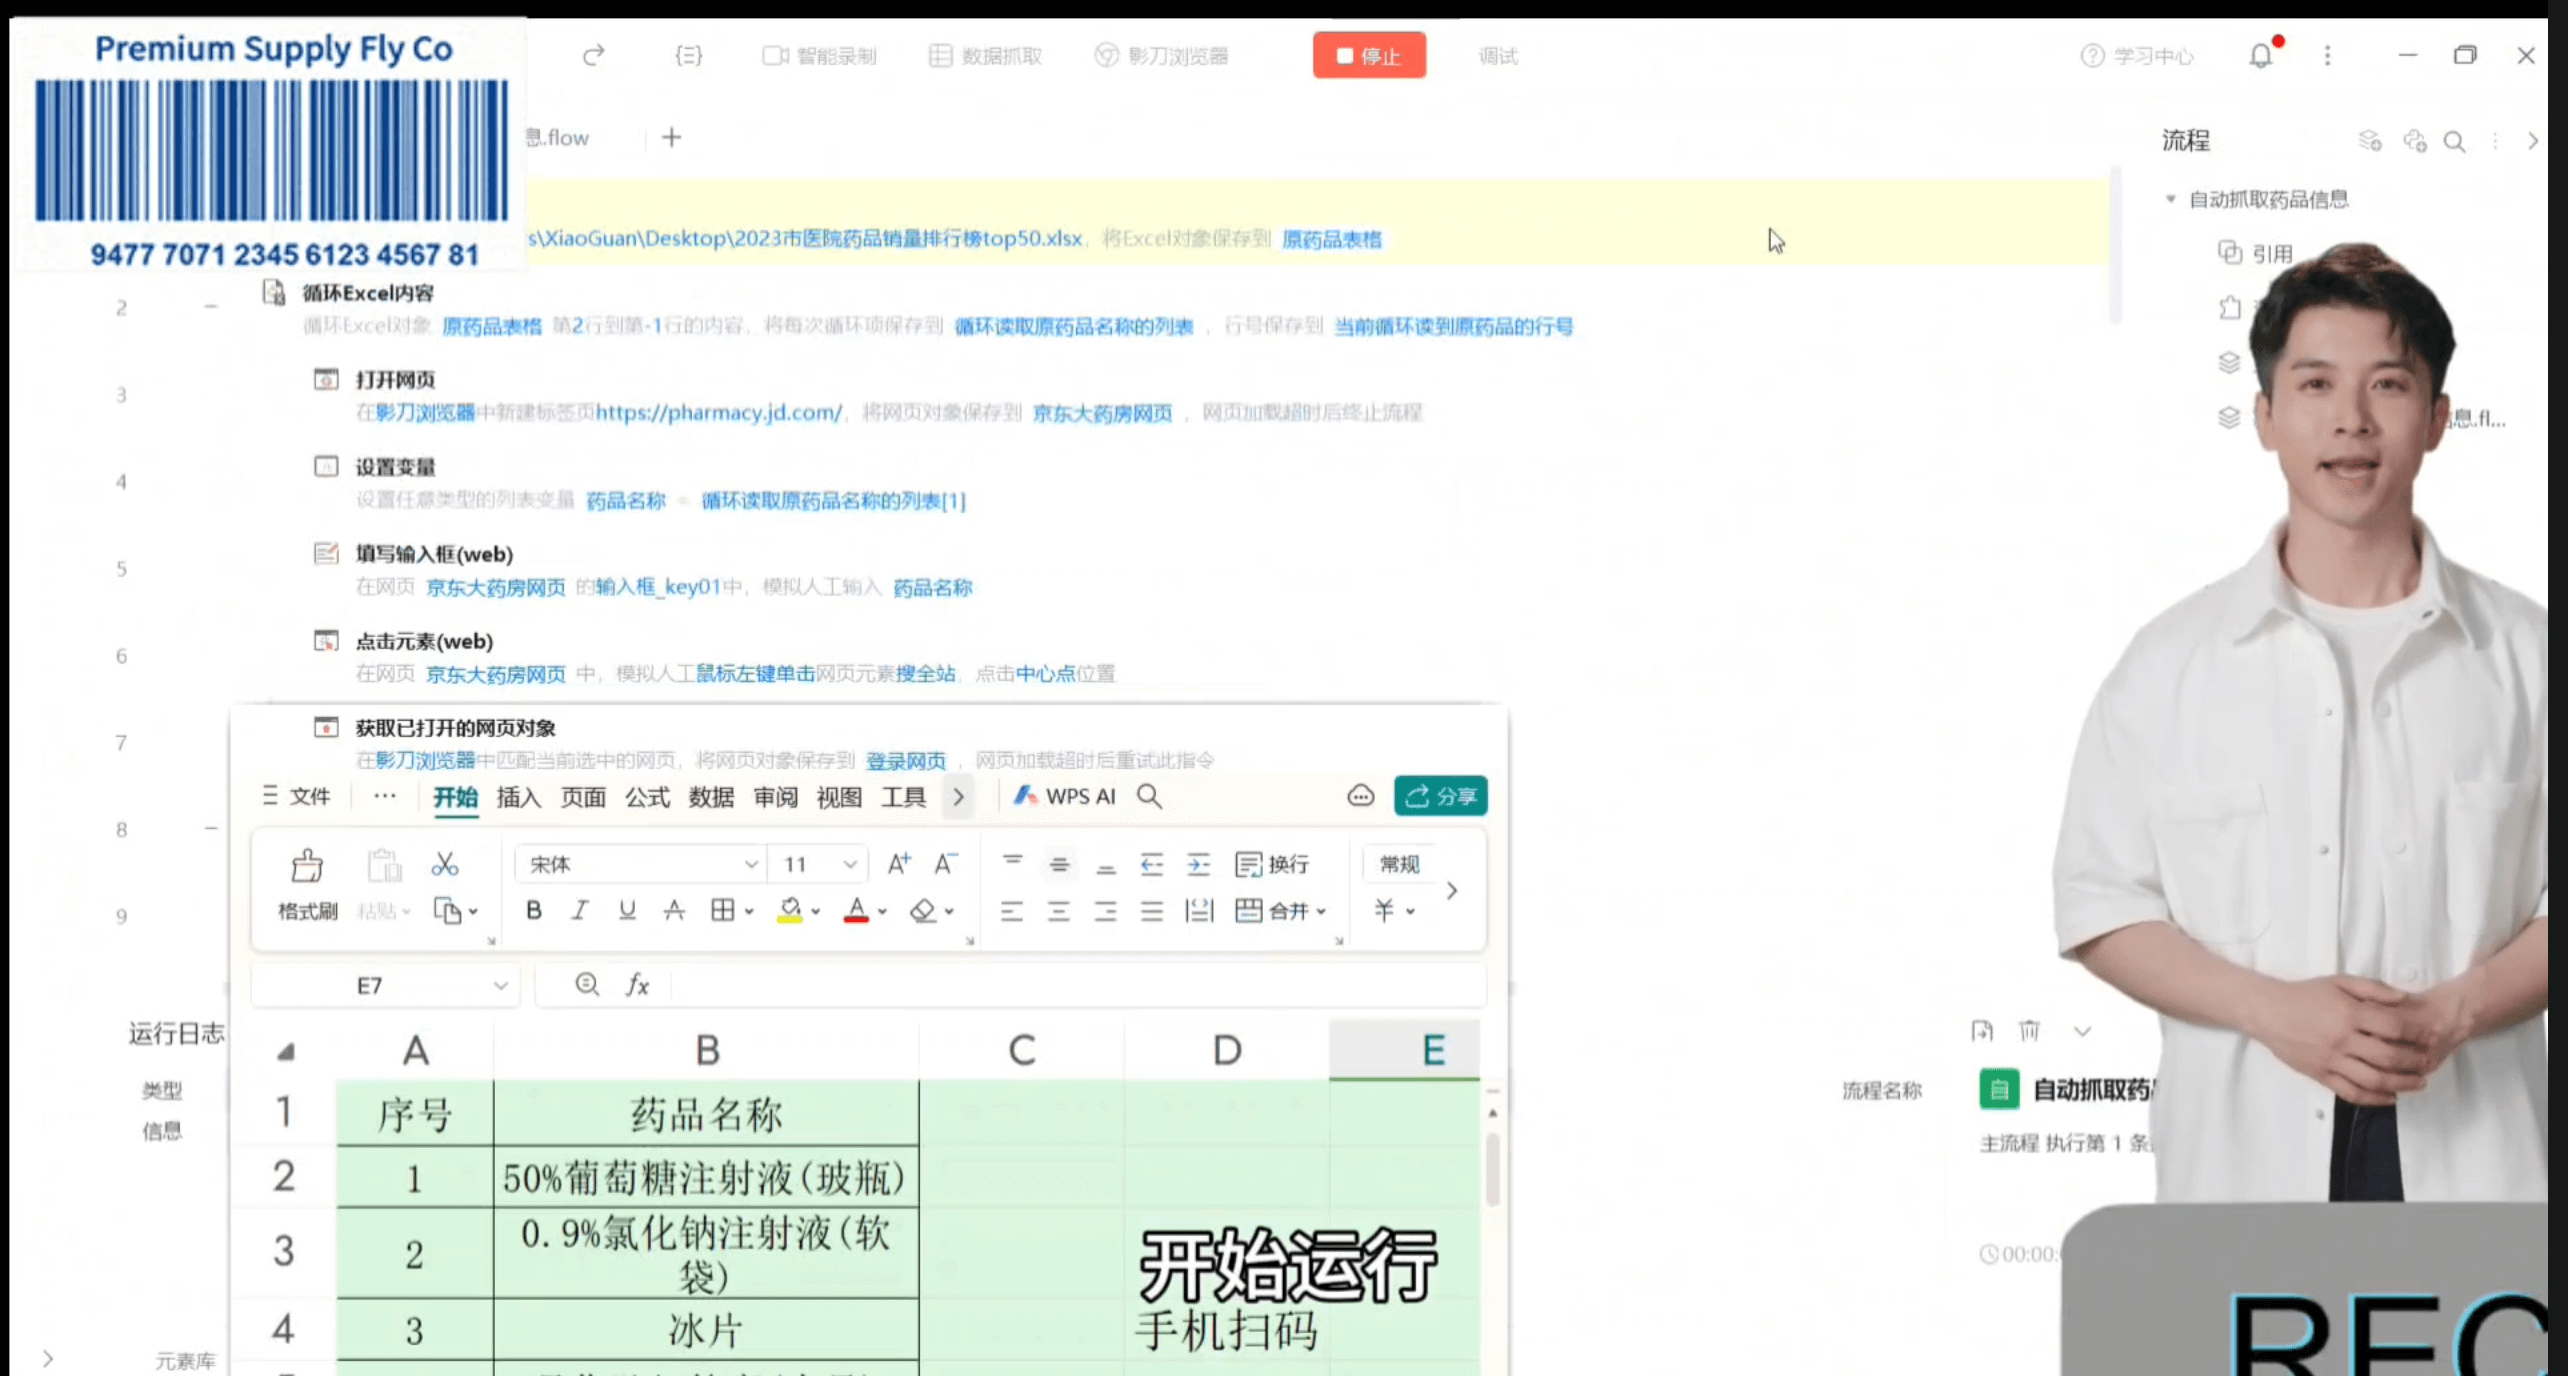 Premium Supply Fly Co
9477 7071 2345 6123 4567 81
智能录制 数据抓取 影刀浏览器 停止 调试 学习中心
息.flow
流程
s\XiaoGuan\Desktop\2023市医院药品销量排行榜top50.xlsx，将Excel对象保存到 原药品表格
自动抓取药品信息
引用
息.fl...
2 循环Excel内容
循环Excel对象 原药品表格 第2行到第-1行的内容，将每次循环项保存到 循环读取原药品名称的列表 ，行号保存到 当前循环读到原药品的行号
3 打开网页
在影刀浏览器中新建标签页https://pharmacy.jd.com/，将网页对象保存到 京东大药房网页 ，网页加载超时后终止流程
4 设置变量
设置任意类型的列表变量 药品名称 = 循环读取原药品名称的列表[1]
5 填写输入框(web)
在网页 京东大药房网页 的输入框_key01中，模拟人工输入 药品名称
6 点击元素(web)
在网页 京东大药房网页 中，模拟人工鼠标左键单击网页元素搜全站，点击中心点位置
7 获取已打开的网页对象
在影刀浏览器中匹配当前选中的网页，将网页对象保存到 登录网页 ，网页加载超时后重试此指令
8
9
文件 ··· 开始 插入 页面 公式 数据 审阅 视图 工具 WPS AI 分享
宋体 11 A+ A- 换行 常规
格式刷 粘贴 B I U A A 合并 ¥
E7 fx
A B C D E
1 序号 药品名称
2 1 50%葡萄糖注射液(玻瓶)
3 2 0.9%氯化钠注射液(软
袋)
开始运行
4 3 冰片 手机扫码
运行日志
类型
信息
元素库
流程名称 自动抓取药
主流程 执行第 1 条
00:00:
REC